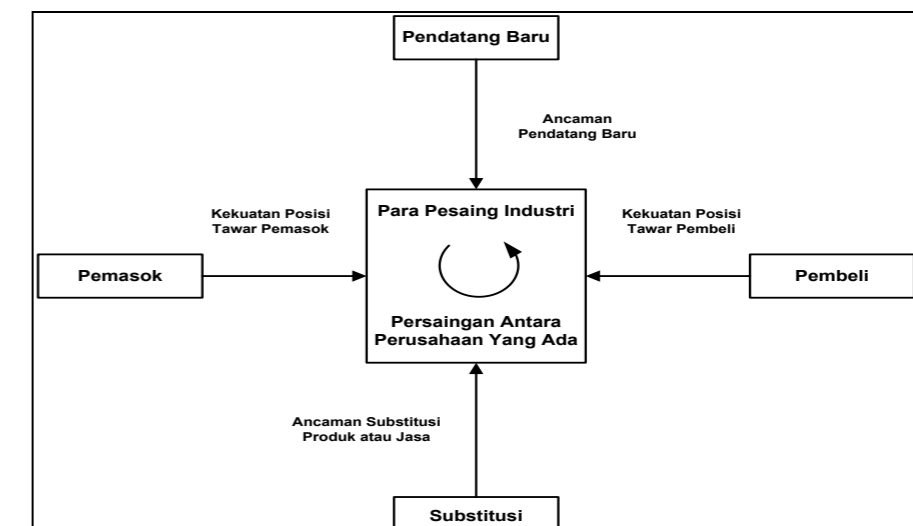 Pendatang Baru
Ancaman
Pendatang Baru
Kekuatan Posisi
Tawar Pemasok
Para Pesaing Industri
Kekuatan Posisi
Tawar Pembeli
Pemasok
Pembeli
Persaingan Antara
Perusahaan Yang Ada
Ancaman Substitusi
Produk atau Jasa
Substitusi